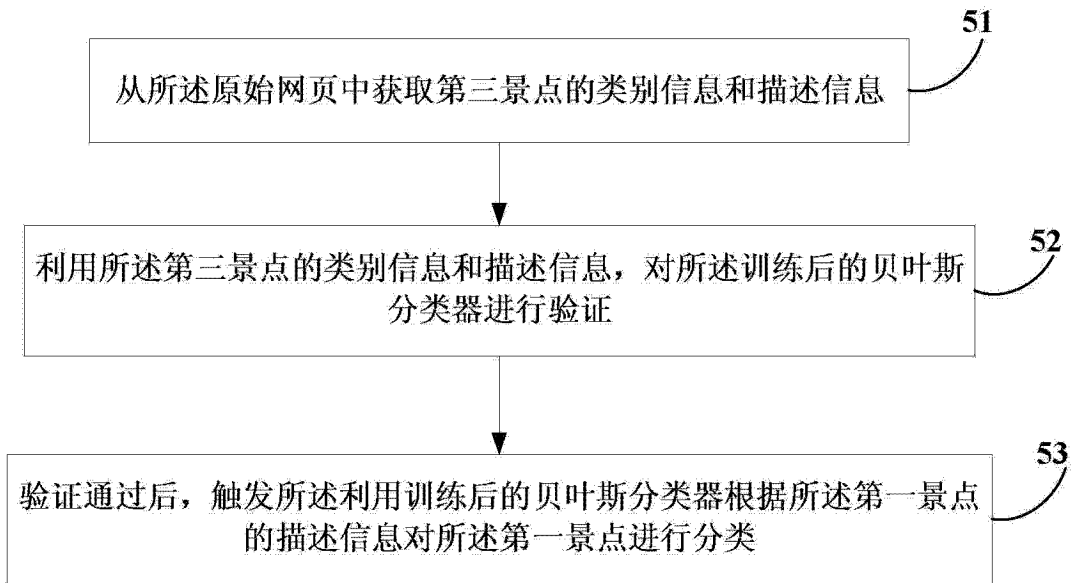 51
从所述原始网页中获取第三景点的类别信息和描述信息
52
利用所述第三景点的类别信息和描述信息，对所述训练后的贝叶斯
分类器进行验证
53
验证通过后，触发所述利用训练后的贝叶斯分类器根据所述第一景点
的描述信息对所述第一景点进行分类